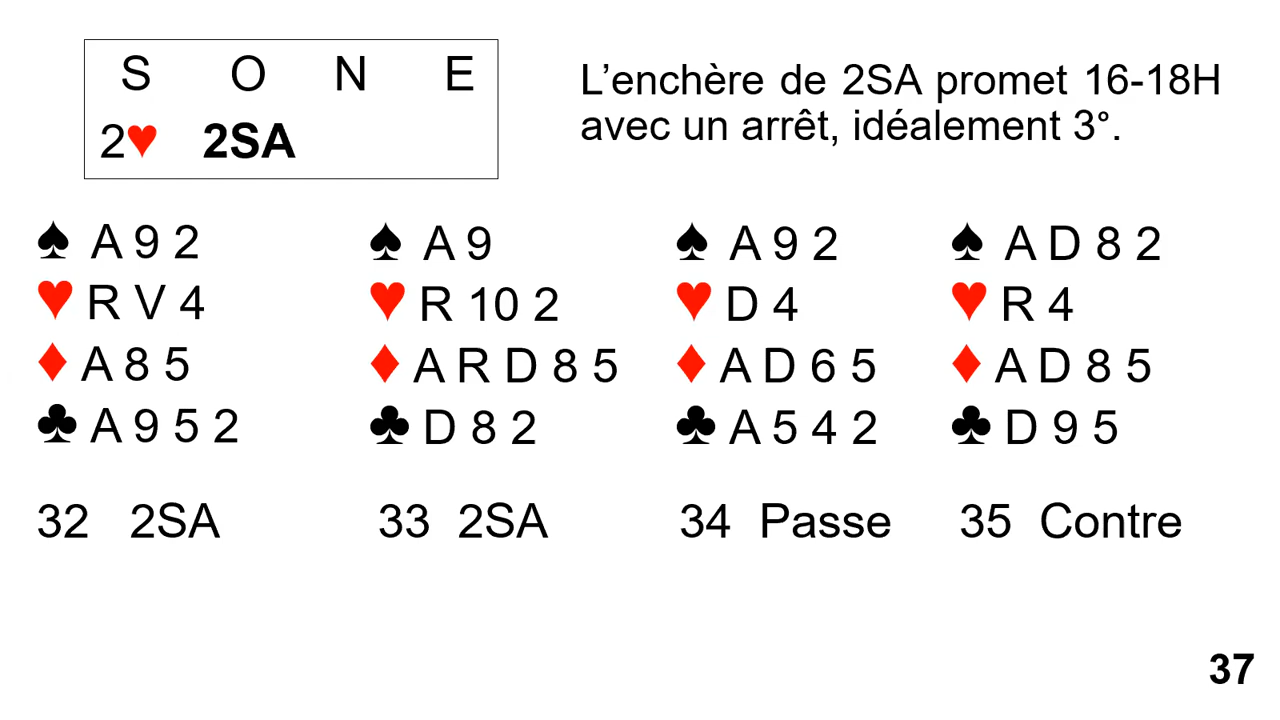 S O N E
2♥ 2SA
L’enchère de 2SA promet 16-18H
avec un arrêt, idéalement 3°.
♠ A 9 2
♥ R V 4
♦ A 8 5
♣ A 9 5 2
32 2SA
♠ A 9
♥ R 10 2
♦ A R D 8 5
♣ D 8 2
33 2SA
♠ A 9 2
♥ D 4
♦ A D 6 5
♣ A 5 4 2
34 Passe
♠ A D 8 2
♥ R 4
♦ A D 8 5
♣ D 9 5
35 Contre
37